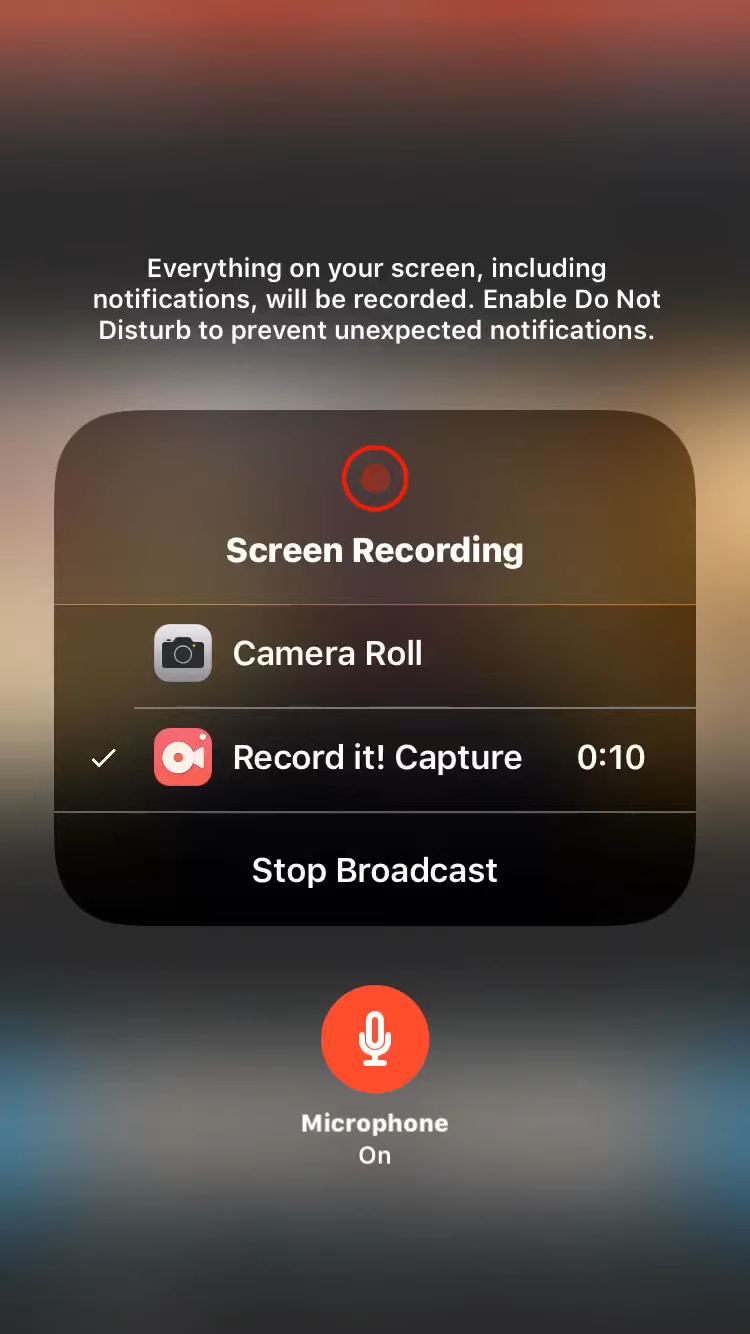 Everything on your screen, including
notifications, will be recorded. Enable Do Not
Disturb to prevent unexpected notifications.
Screen Recording
Camera Roll
Record it! Capture 0:10
Stop Broadcast
Microphone
On